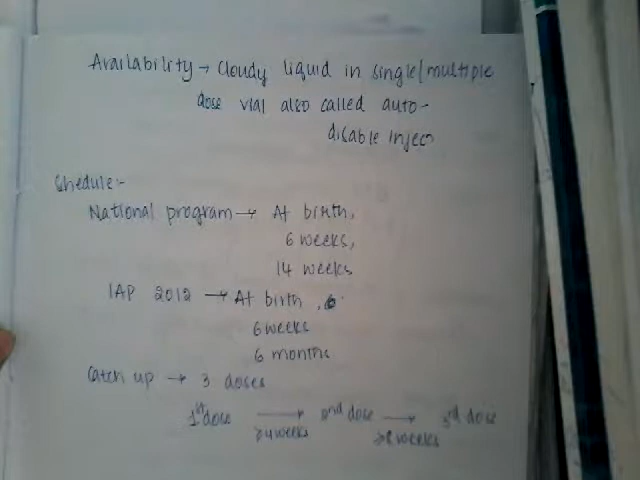 Availability → cloudy liquid in single/multiple
dose vial also called auto-
disable injec
Shedule:-
National program → At birth,
6 weeks,
14 weeks
IAP 2012 → At birth, 6
6 weeks
6 months
Catch up → 3 doses
1st dose → 2nd dose → 3rd dose
≥4 weeks ≥8 weeks